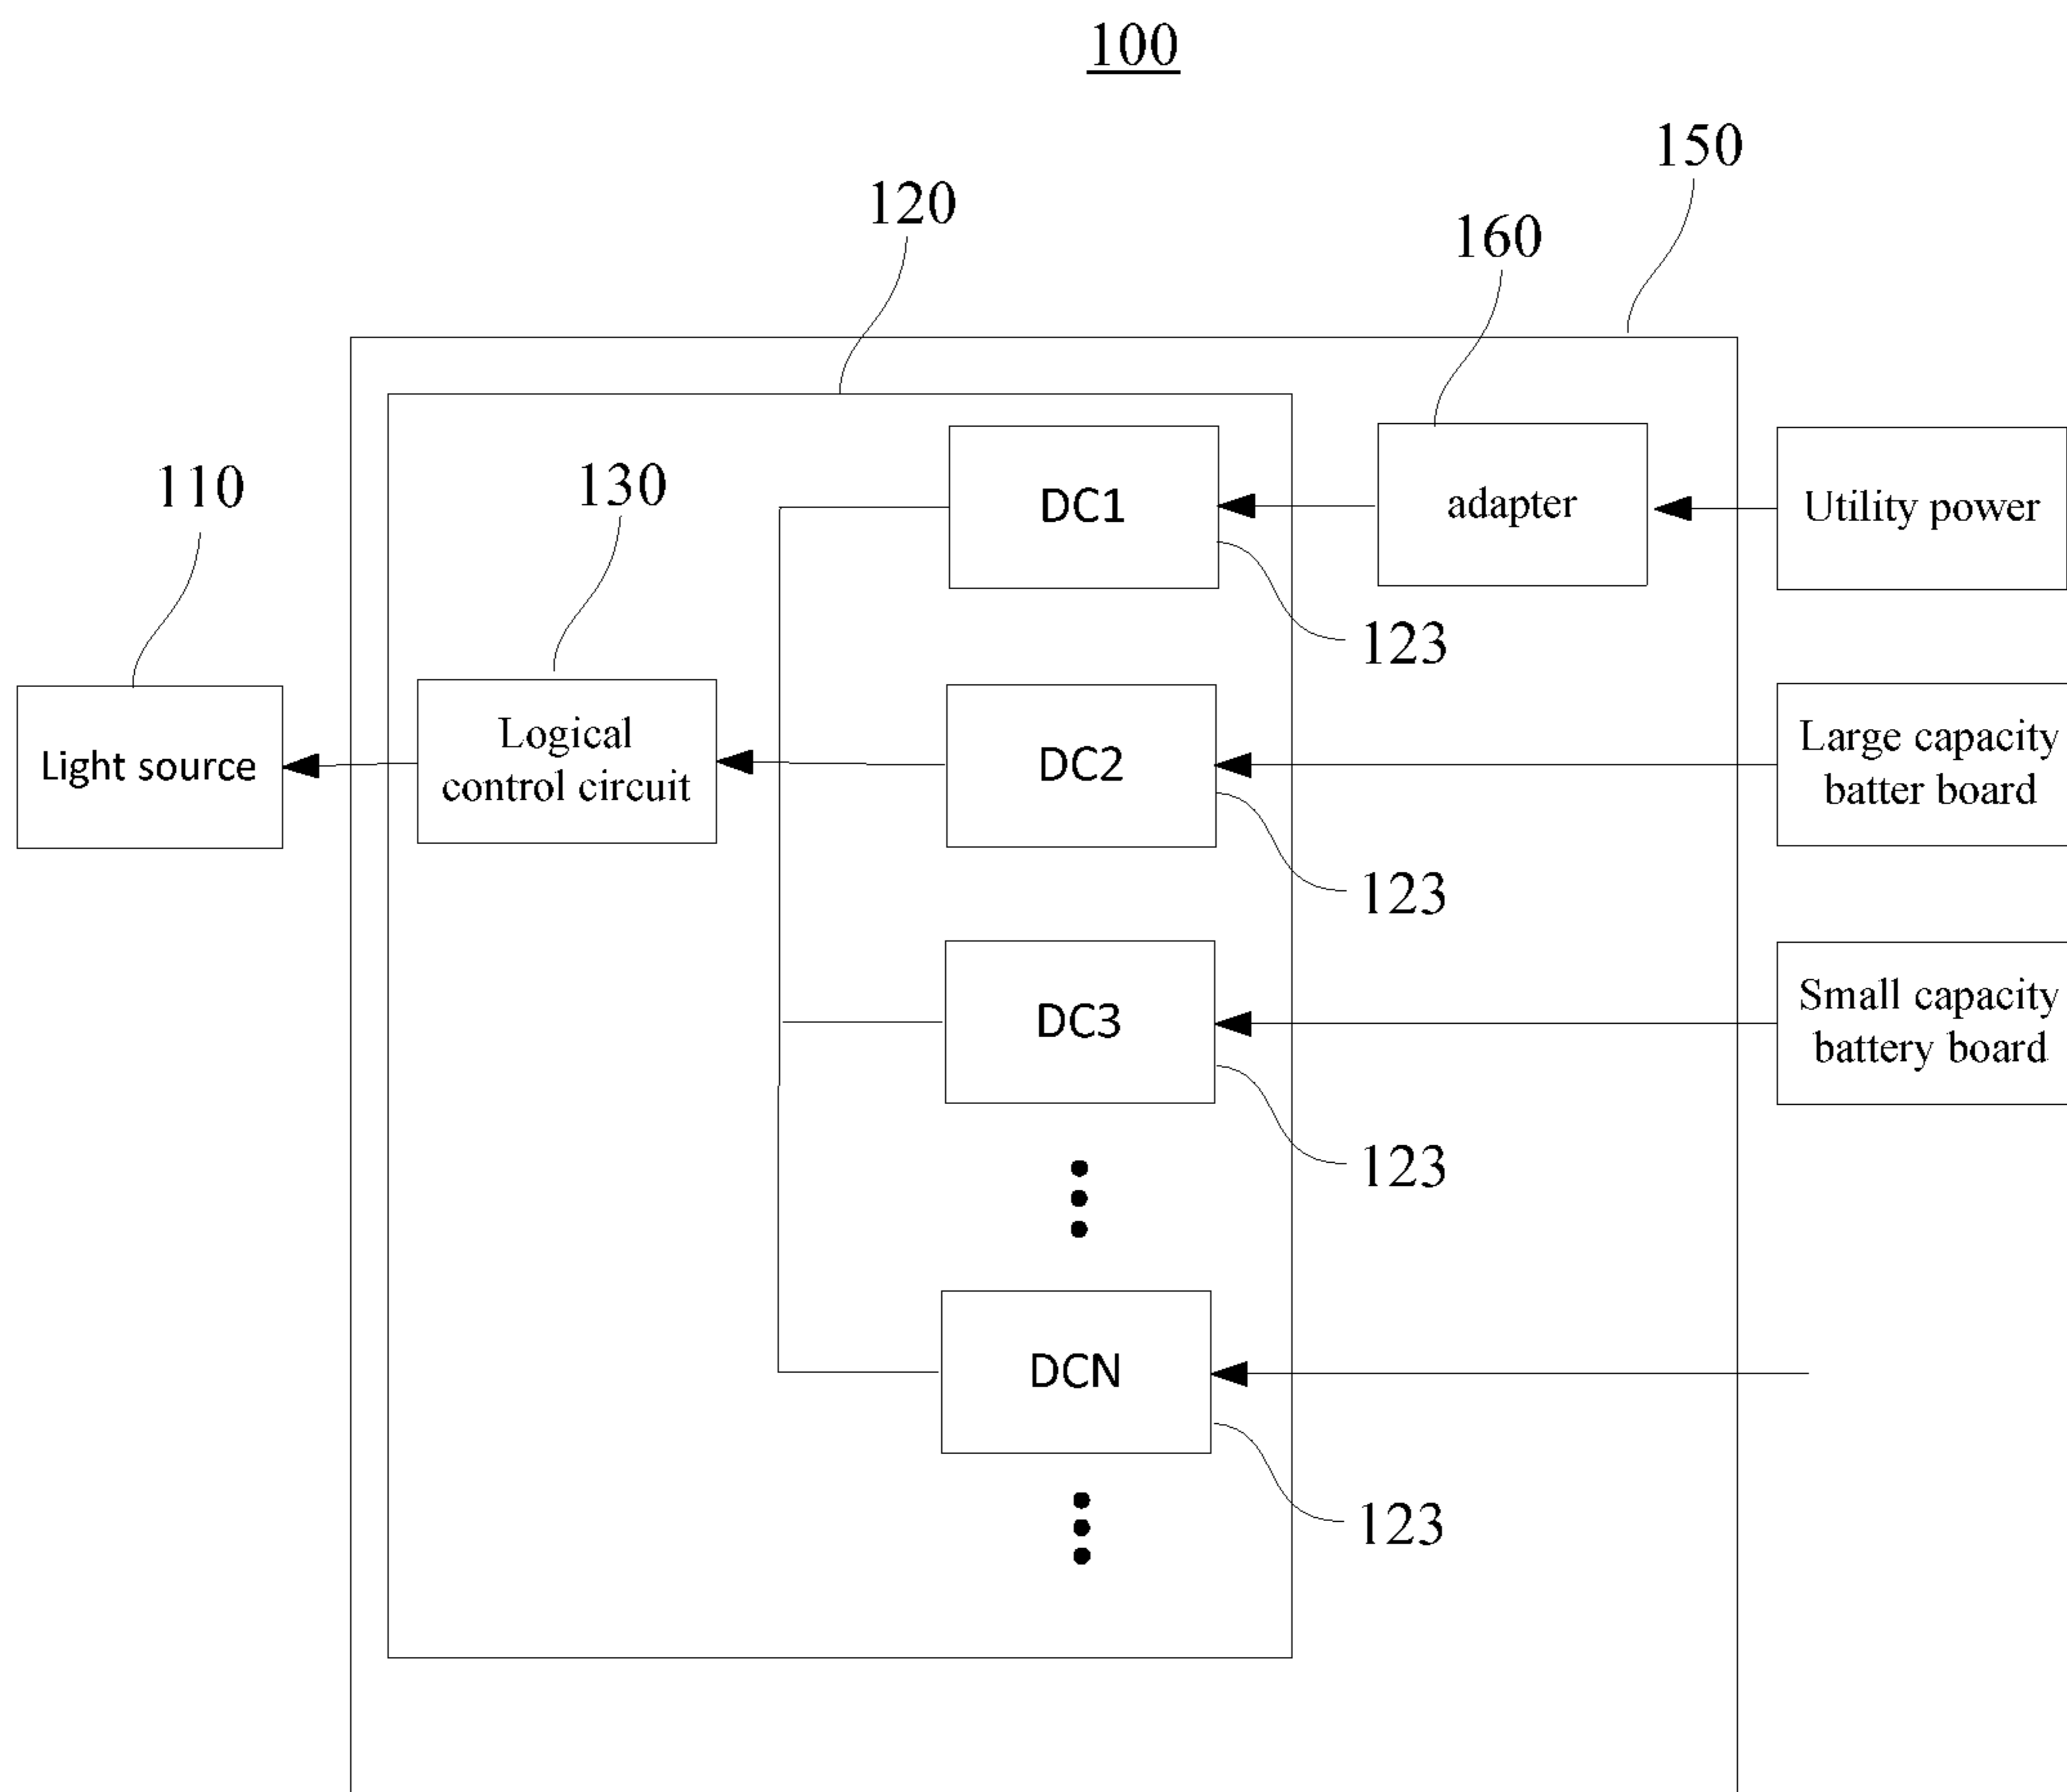 100
150
120
160
110
130
DC1
adapter
Utility power
123
Light source
Logical
control circuit
DC2
Large capacity
batter board
123
DC3
Small capacity
battery board
123
DCN
123